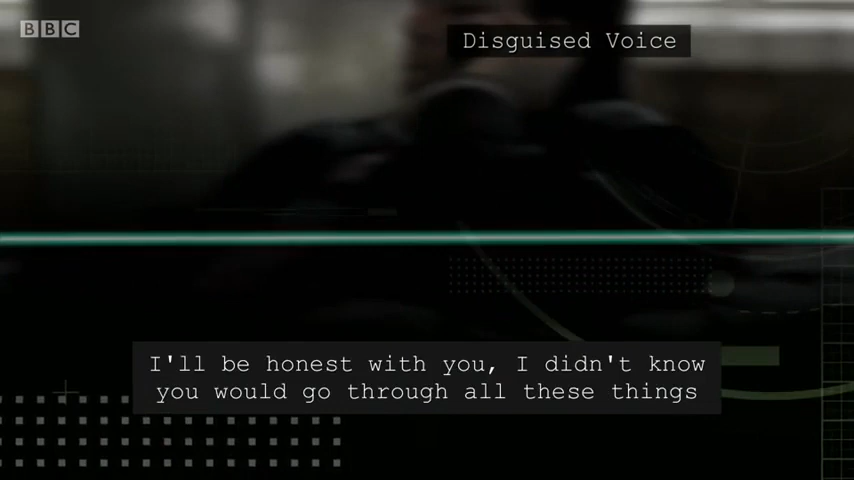 BBC
Disguised Voice
I'll be honest with you, I didn't know
you would go through all these things